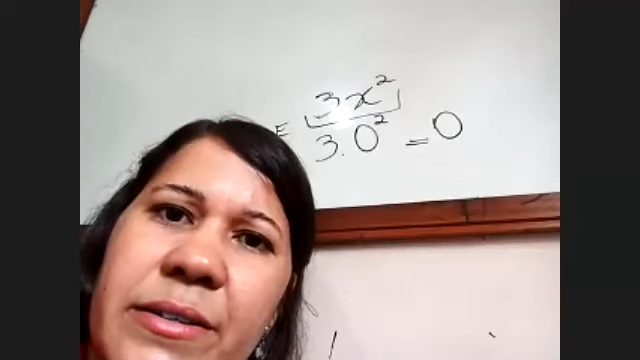 3x²
E 3.0² = 0